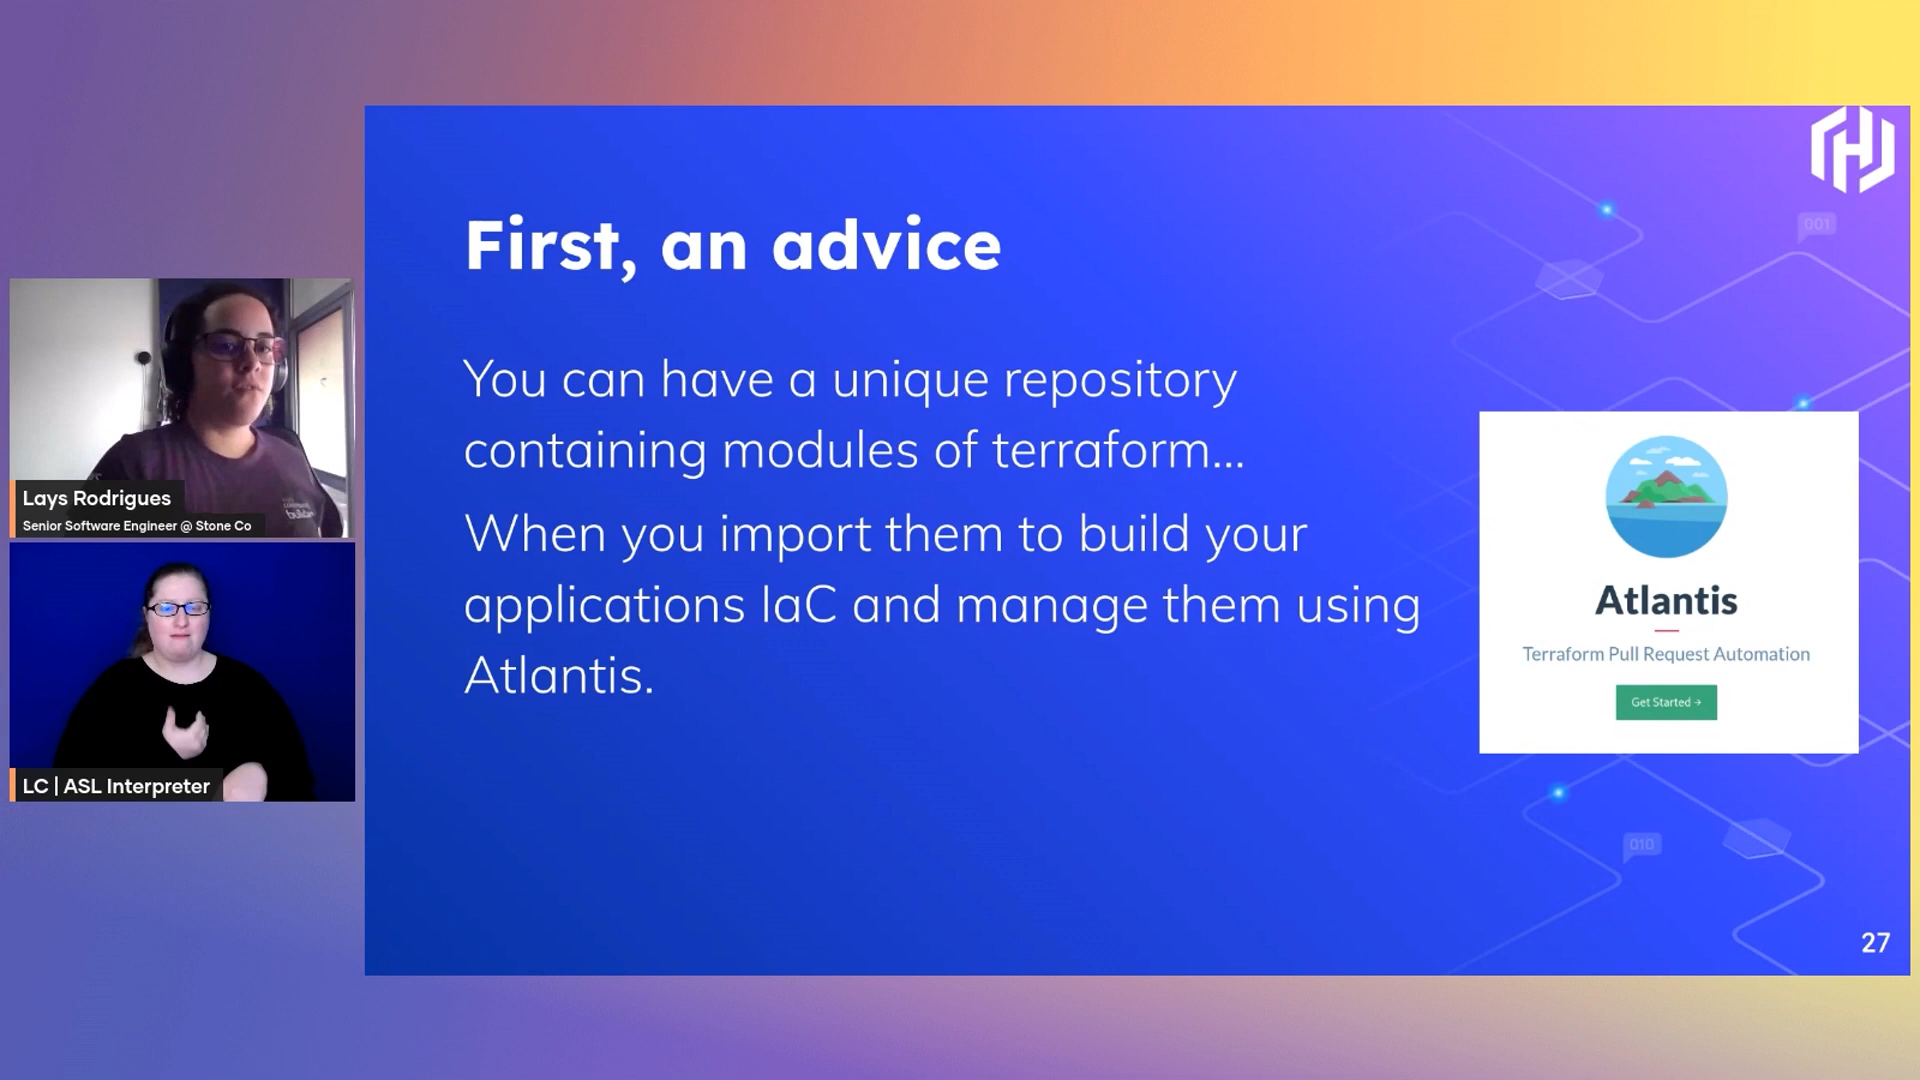 First, an advice
You can have a unique repository
containing modules of terraform...
When you import them to build your
applications IaC and manage them using
Atlantis.
Atlantis
Terraform Pull Request Automation
Get Started →
001
010
27
Lays Rodrigues
Senior Software Engineer @ Stone Co
LC | ASL Interpreter